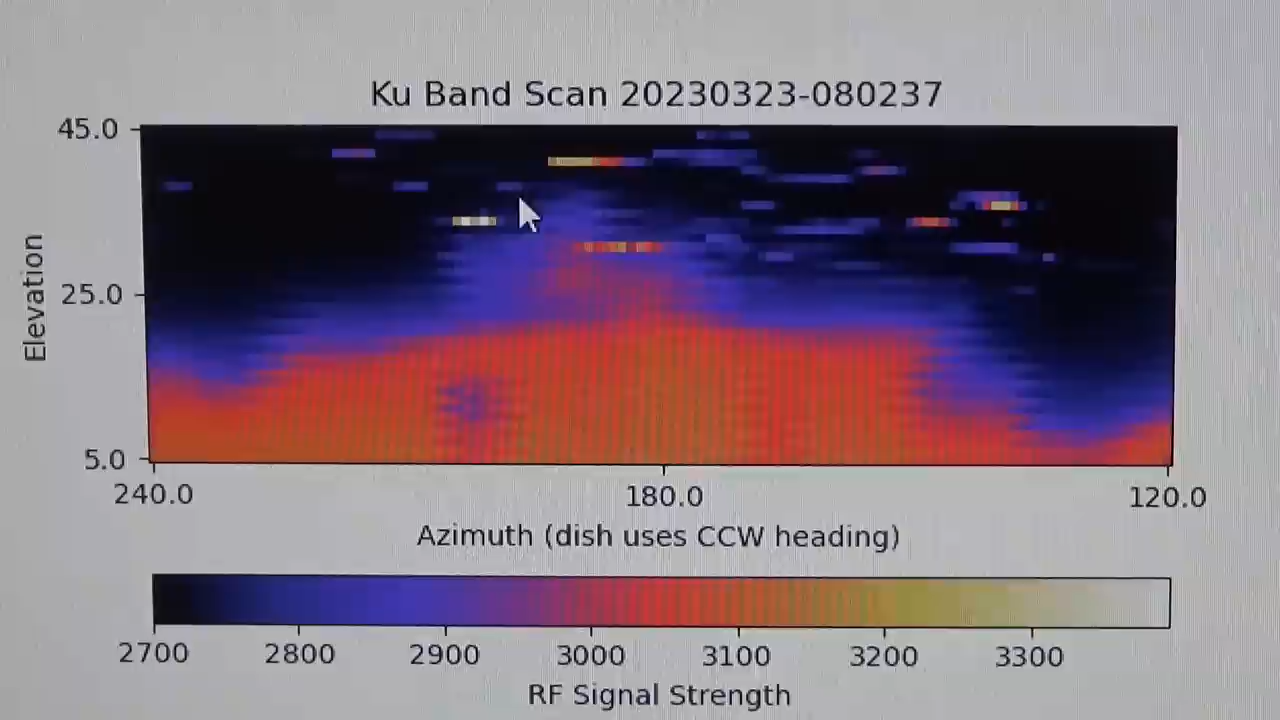 Ku Band Scan 20230323-080237
45.0
25.0
5.0
Elevation
240.0 180.0 120.0
Azimuth (dish uses CCW heading)
2700 2800 2900 3000 3100 3200 3300
RF Signal Strength